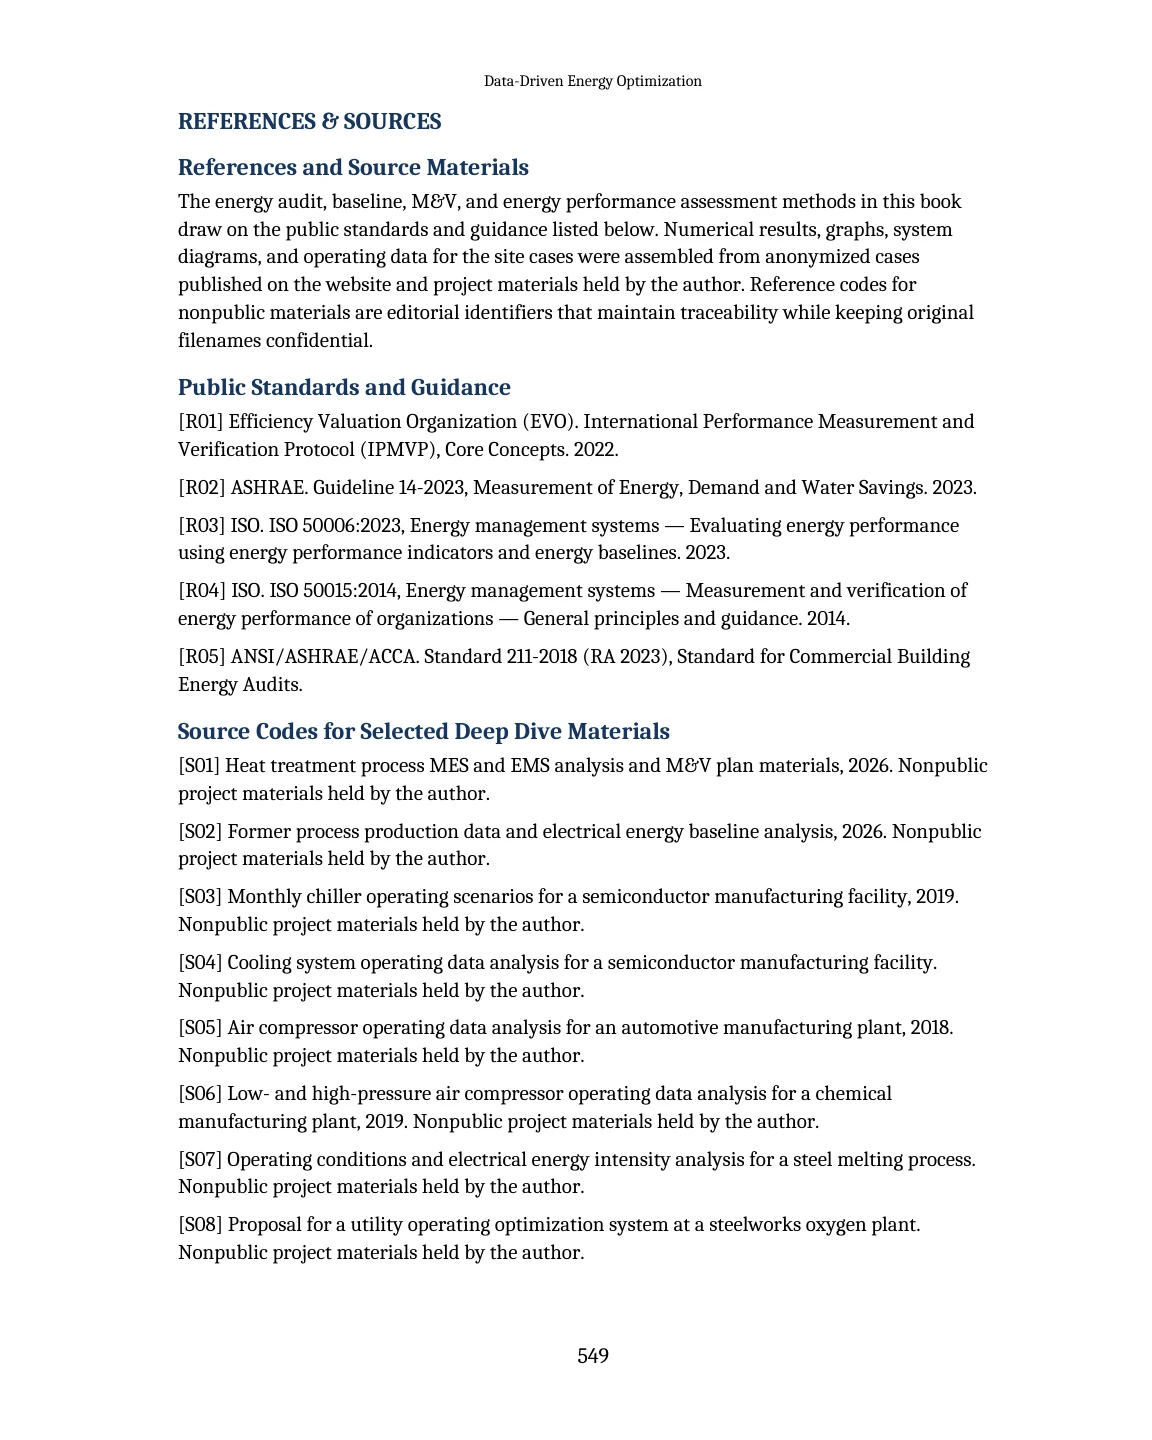 Data-Driven Energy Optimization
REFERENCES & SOURCES
References and Source Materials
The energy audit, baseline, M&V, and energy performance assessment methods in this book
draw on the public standards and guidance listed below. Numerical results, graphs, system
diagrams, and operating data for the site cases were assembled from anonymized cases
published on the website and project materials held by the author. Reference codes for
nonpublic materials are editorial identifiers that maintain traceability while keeping original
filenames confidential.
Public Standards and Guidance
[R01] Efficiency Valuation Organization (EVO). International Performance Measurement and
Verification Protocol (IPMVP), Core Concepts. 2022.
[R02] ASHRAE. Guideline 14-2023, Measurement of Energy, Demand and Water Savings. 2023.
[R03] ISO. ISO 50006:2023, Energy management systems — Evaluating energy performance
using energy performance indicators and energy baselines. 2023.
[R04] ISO. ISO 50015:2014, Energy management systems — Measurement and verification of
energy performance of organizations — General principles and guidance. 2014.
[R05] ANSI/ASHRAE/ACCA. Standard 211-2018 (RA 2023), Standard for Commercial Building
Energy Audits.
Source Codes for Selected Deep Dive Materials
[S01] Heat treatment process MES and EMS analysis and M&V plan materials, 2026. Nonpublic
project materials held by the author.
[S02] Former process production data and electrical energy baseline analysis, 2026. Nonpublic
project materials held by the author.
[S03] Monthly chiller operating scenarios for a semiconductor manufacturing facility, 2019.
Nonpublic project materials held by the author.
[S04] Cooling system operating data analysis for a semiconductor manufacturing facility.
Nonpublic project materials held by the author.
[S05] Air compressor operating data analysis for an automotive manufacturing plant, 2018.
Nonpublic project materials held by the author.
[S06] Low- and high-pressure air compressor operating data analysis for a chemical
manufacturing plant, 2019. Nonpublic project materials held by the author.
[S07] Operating conditions and electrical energy intensity analysis for a steel melting process.
Nonpublic project materials held by the author.
[S08] Proposal for a utility operating optimization system at a steelworks oxygen plant.
Nonpublic project materials held by the author.
549